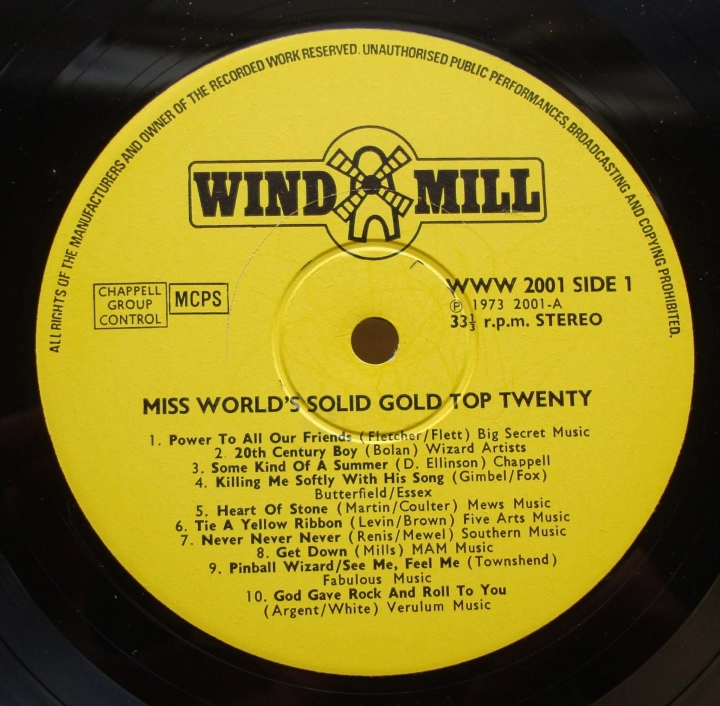 ALL RIGHTS OF THE MANUFACTURERS AND OWNER OF THE RECORDED WORK RESERVED. UNAUTHORISED PUBLIC PERFORMANCES, BROADCASTING AND COPYING PROHIBITED.
WIND MILL
CHAPPELL
GROUP
CONTROL
MCPS
WWW 2001 SIDE 1
Ⓟ 1973 2001-A
33⅓ r.p.m. STEREO
MISS WORLD'S SOLID GOLD TOP TWENTY
1. Power To All Our Friends (Fletcher/Flett) Big Secret Music
2. 20th Century Boy (Bolan) Wizard Artists
3. Some Kind Of A Summer (D. Ellinson) Chappell
4. Killing Me Softly With His Song (Gimbel/Fox)
Butterfield/Essex
5. Heart Of Stone (Martin/Coulter) Mews Music
6. Tie A Yellow Ribbon (Levin/Brown) Five Arts Music
7. Never Never Never (Renis/Mewel) Southern Music
8. Get Down (Mills) MAM Music
9. Pinball Wizard/See Me, Feel Me (Townshend)
Fabulous Music
10. God Gave Rock And Roll To You
(Argent/White) Verulum Music